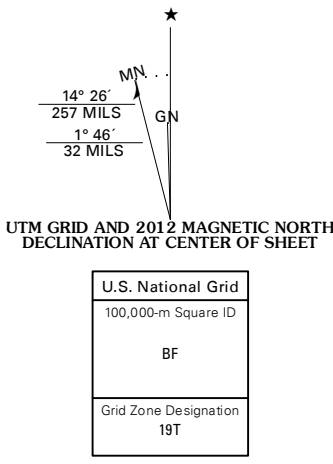 ★
MN
GN
14° 26´
257 MILS
1° 46´
32 MILS
UTM GRID AND 2012 MAGNETIC NORTH
DECLINATION AT CENTER OF SHEET
U.S. National Grid
100,000-m Square ID
BF
Grid Zone Designation
19T